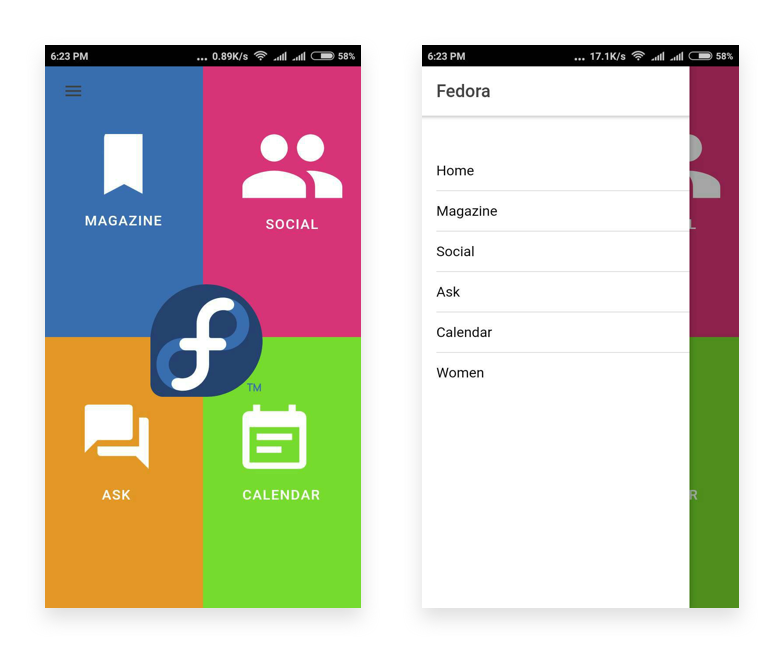 6:23 PM ... 0.89K/s 58%
MAGAZINE
SOCIAL
TM
ASK
CALENDAR
6:23 PM ... 17.1K/s 58%
Fedora
Home
Magazine
Social
Ask
Calendar
Women
L
R